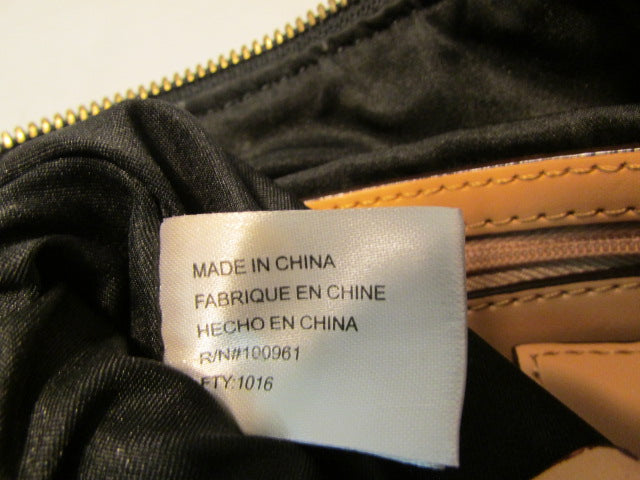 MADE IN CHINA
FABRIQUE EN CHINE
HECHO EN CHINA
R/N#100961
FTY:1016